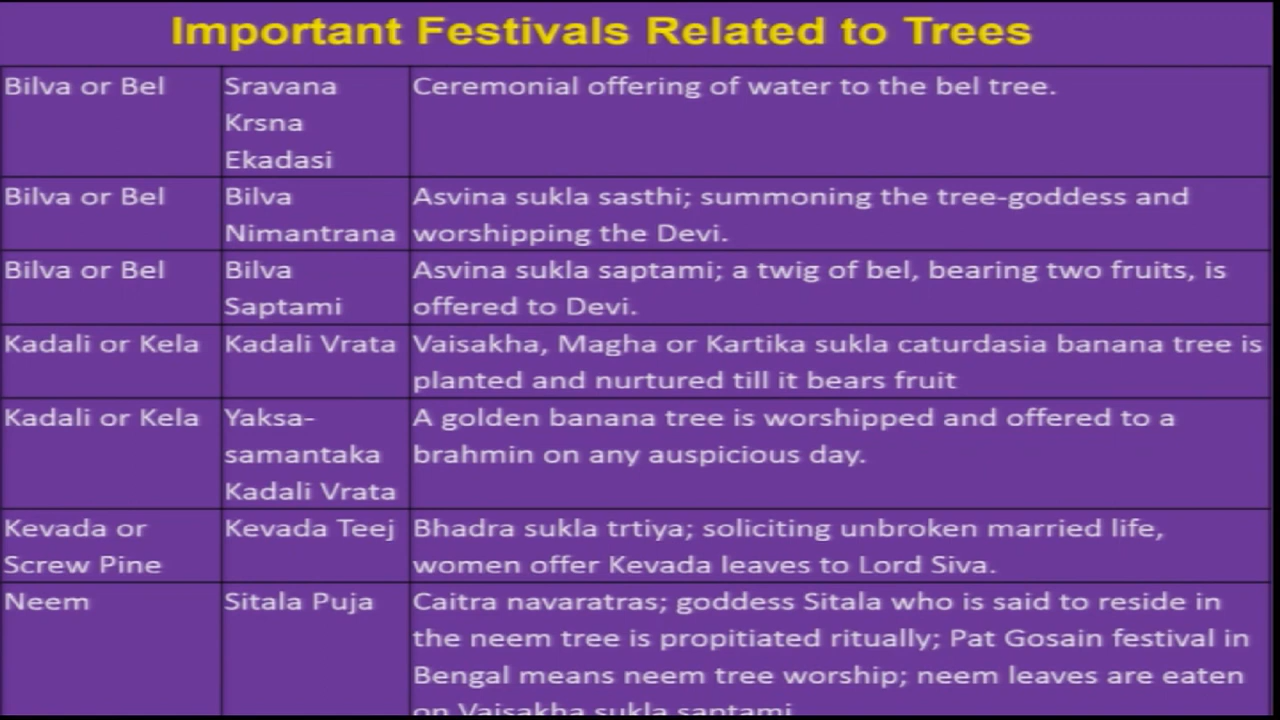 Important Festivals Related to Trees
Bilva or Bel
Sravana
Krsna
Ekadasi
Ceremonial offering of water to the bel tree.
Bilva or Bel
Bilva
Nimantrana
Asvina sukla sasthi; summoning the tree-goddess and
worshipping the Devi.
Bilva or Bel
Bilva
Saptami
Asvina sukla saptami; a twig of bel, bearing two fruits, is
offered to Devi.
Kadali or Kela
Kadali Vrata
Vaisakha, Magha or Kartika sukla caturdasia banana tree is
planted and nurtured till it bears fruit
Kadali or Kela
Yaksa-
samantaka
Kadali Vrata
A golden banana tree is worshipped and offered to a
brahmin on any auspicious day.
Kevada or
Screw Pine
Kevada Teej
Bhadra sukla trtiya; soliciting unbroken married life,
women offer Kevada leaves to Lord Siva.
Neem
Sitala Puja
Caitra navaratras; goddess Sitala who is said to reside in
the neem tree is propitiated ritually; Pat Gosain festival in
Bengal means neem tree worship; neem leaves are eaten
on Vaisakha sukla saptami